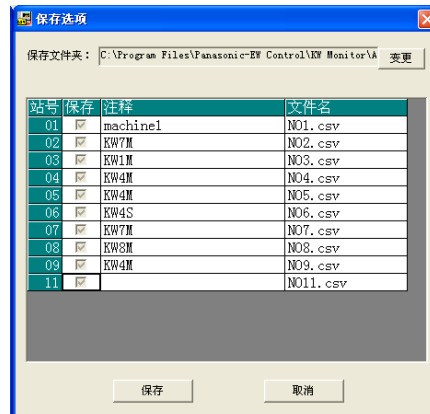 保存选项
保存文件夹： C:\Program Files\Panasonic-EW Control\KW Monitor\A 变更
站号 保存 注释 文件名
01 machine1 NO1.csv
02 KW7M NO2.csv
03 KW1M NO3.csv
04 KW4M NO4.csv
05 KW4M NO5.csv
06 KW4S NO6.csv
07 KW7M NO7.csv
08 KW8M NO8.csv
09 KW4M NO9.csv
11 NO11.csv
保存 取消